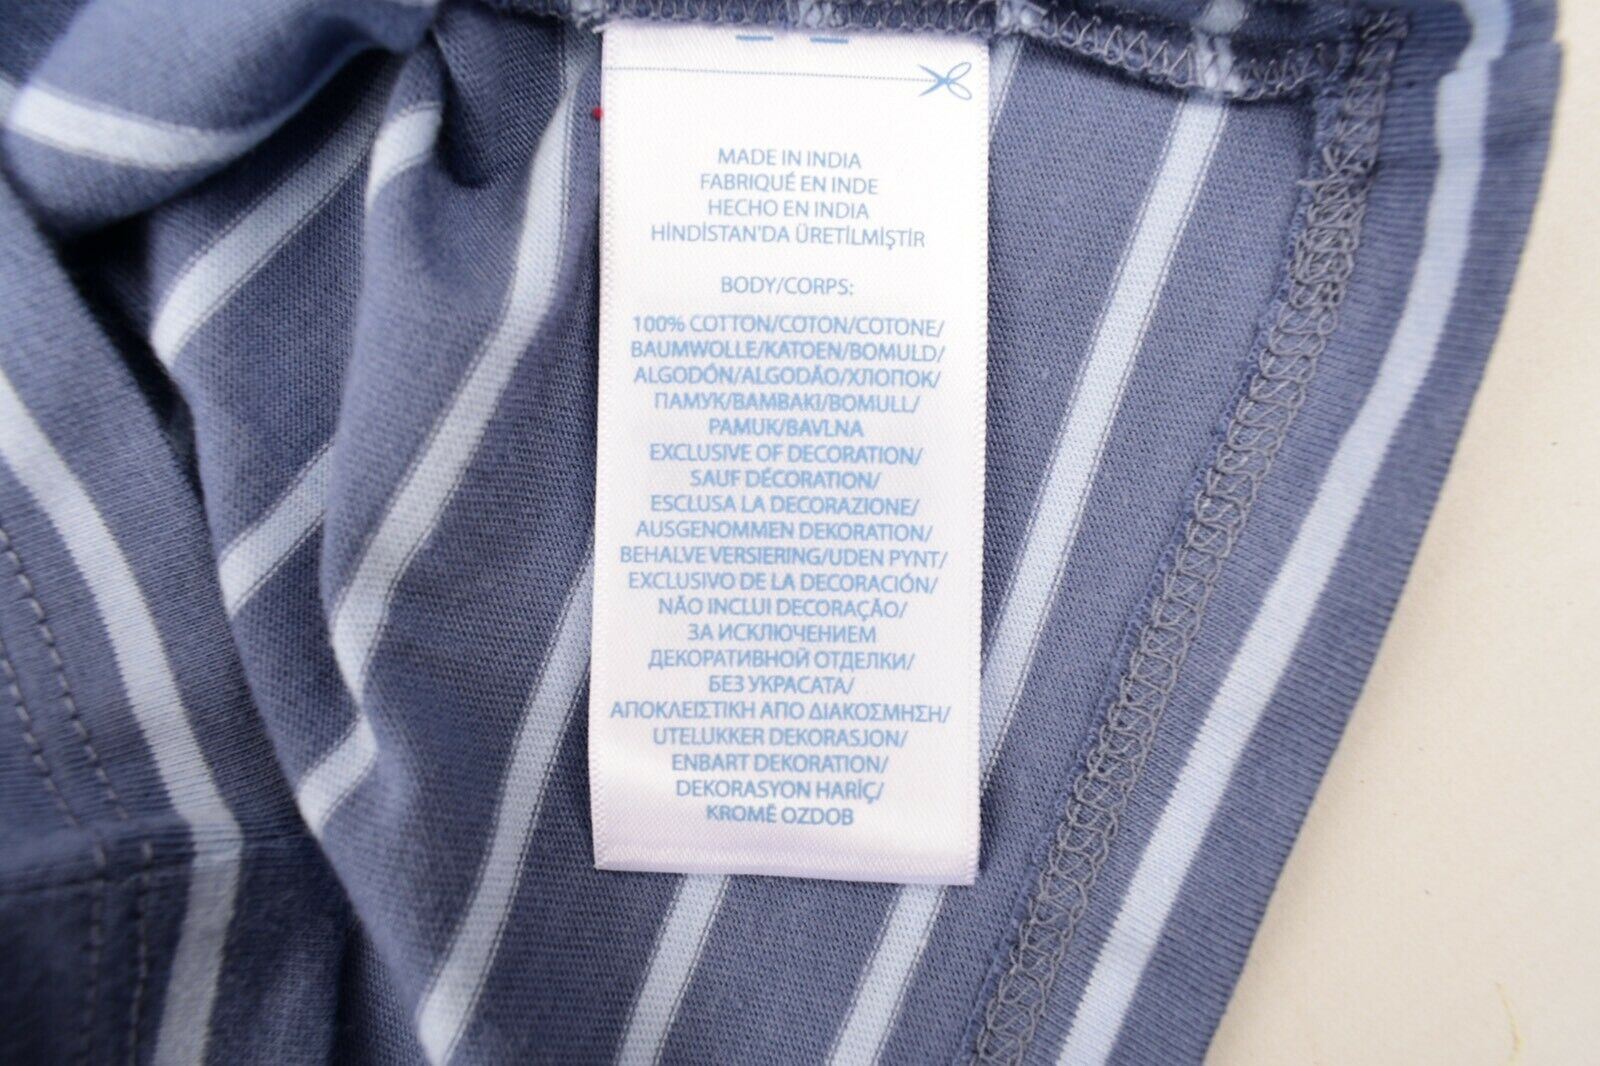 MADE IN INDIA
FABRIQUÉ EN INDE
HECHO EN INDIA
HİNDİSTAN'DA ÜRETİLMİŞTİR
BODY/CORPS:
100% COTTON/COTON/COTONE/
BAUMWOLLE/KATOEN/BOMULD/
ALGODÓN/ALGODÃO/ХЛОПОК/
ПАМУК/ΒΑΜΒΑΚΙ/BOMULL/
PAMUK/BAVLNA
EXCLUSIVE OF DECORATION/
SAUF DÉCORATION/
ESCLUSA LA DECORAZIONE/
AUSGENOMMEN DEKORATION/
BEHALVE VERSIERING/UDEN PYNT/
EXCLUSIVO DE LA DECORACIÓN/
NÃO INCLUI DECORAÇÃO/
ЗА ИСКЛЮЧЕНИЕМ
ДЕКОРАТИВНОЙ ОТДЕЛКИ/
БЕЗ УКРАСАТА/
ΑΠΟΚΛΕΙΣΤΙΚΗ ΑΠΟ ΔΙΑΚΟΣΜΗΣΗ/
UTELUKKER DEKORASJON/
ENBART DEKORATION/
DEKORASYON HARİÇ/
KROMĚ OZDOB